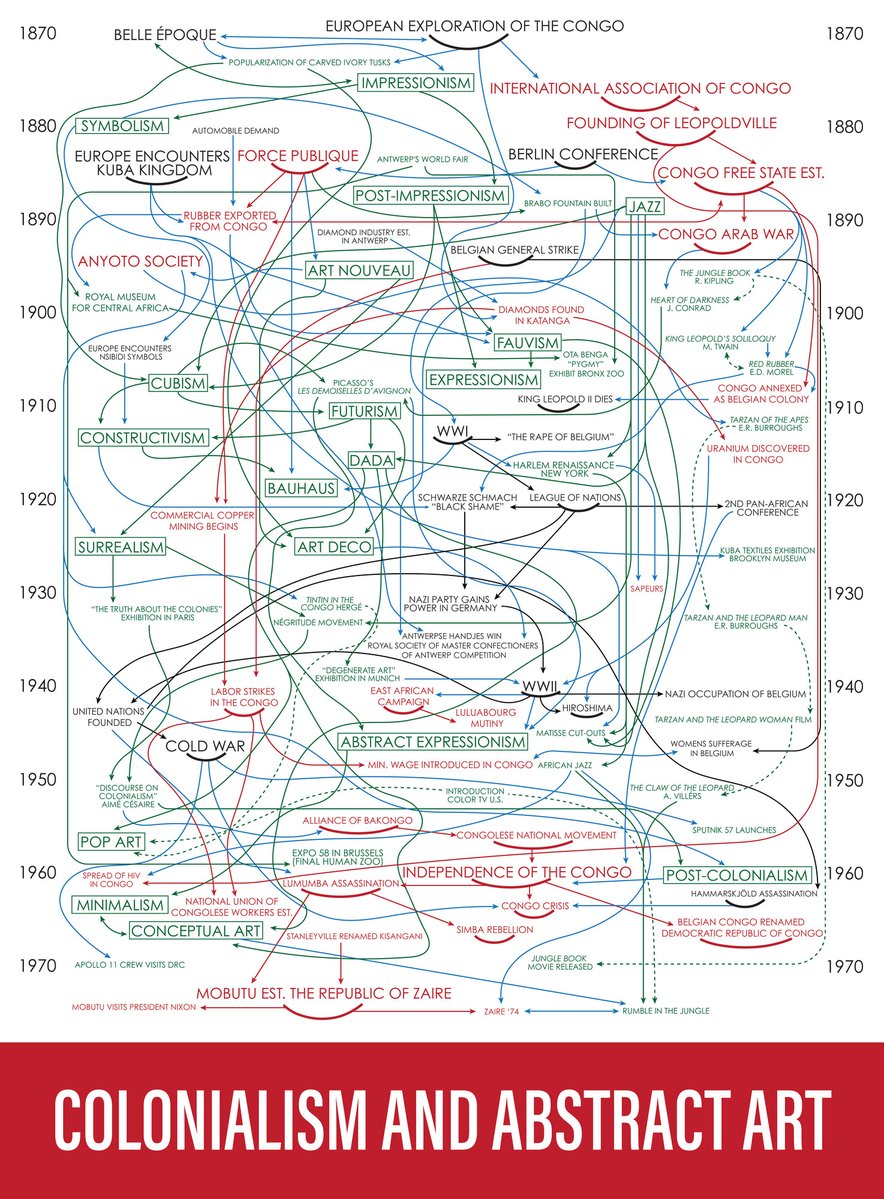 1870
BELLE ÉPOQUE
EUROPEAN EXPLORATION OF THE CONGO
1870
POPULARIZATION OF CARVED IVORY TUSKS
IMPRESSIONISM
INTERNATIONAL ASSOCIATION OF CONGO
1880
SYMBOLISM
AUTOMOBILE DEMAND
FOUNDING OF LEOPOLDVILLE
1880
EUROPE ENCOUNTERS
KUBA KINGDOM
FORCE PUBLIQUE
ANTWERP'S WORLD FAIR
BERLIN CONFERENCE
CONGO FREE STATE EST.
POST-IMPRESSIONISM
BRABO FOUNTAIN BUILT
JAZZ
1890
RUBBER EXPORTED
FROM CONGO
1890
DIAMOND INDUSTRY EST.
IN ANTWERP
CONGO ARAB WAR
BELGIAN GENERAL STRIKE
ANYOTO SOCIETY
ART NOUVEAU
THE JUNGLE BOOK
R. KIPLING
ROYAL MUSEUM
FOR CENTRAL AFRICA
HEART OF DARKNESS
J. CONRAD
1900
DIAMONDS FOUND
IN KATANGA
1900
EUROPE ENCOUNTERS
NSIBIDI SYMBOLS
FAUVISM
KING LEOPOLD'S SOLILOQUY
M. TWAIN
OTA BENGA
"PYGMY"
EXHIBIT BRONX ZOO
RED RUBBER
E.D. MOREL
CUBISM
PICASSO'S
LES DEMOISELLES D'AVIGNON
EXPRESSIONISM
CONGO ANNEXED
AS BELGIAN COLONY
KING LEOPOLD II DIES
1910
FUTURISM
1910
CONSTRUCTIVISM
WWI
"THE RAPE OF BELGIUM"
TARZAN OF THE APES
E.R. BURROUGHS
DADA
HARLEM RENAISSANCE
NEW YORK
URANIUM DISCOVERED
IN CONGO
BAUHAUS
1920
COMMERCIAL COPPER
MINING BEGINS
SCHWARZE SCHMACH
"BLACK SHAME"
LEAGUE OF NATIONS
2ND PAN-AFRICAN
CONFERENCE
1920
SURREALISM
ART DECO
KUBA TEXTILES EXHIBITION
BROOKLYN MUSEUM
1930
SAPEURS
1930
"THE TRUTH ABOUT THE COLONIES"
EXHIBITION IN PARIS
TINTIN IN THE
CONGO HERGÉ
NÉGRITUDE MOVEMENT
NAZI PARTY GAINS
POWER IN GERMANY
TARZAN AND THE LEOPARD MAN
E.R. BURROUGHS
ANTWERPSE HANDJES WIN
ROYAL SOCIETY OF MASTER CONFECTIONERS
OF ANTWERP COMPETITION
"DEGENERATE ART"
EXHIBITION IN MUNICH
1940
LABOR STRIKES
IN THE CONGO
EAST AFRICAN
CAMPAIGN
WWII
NAZI OCCUPATION OF BELGIUM
1940
UNITED NATIONS
FOUNDED
LULUABOURG
MUTINY
HIROSHIMA
TARZAN AND THE LEOPARD WOMAN FILM
COLD WAR
ABSTRACT EXPRESSIONISM
MATISSE CUT-OUTS
WOMENS SUFFERAGE
IN BELGIUM
MIN. WAGE INTRODUCED IN CONGO
AFRICAN JAZZ
1950
"DISCOURSE ON
COLONIALISM"
AIMÉ CÉSAIRE
INTRODUCTION
COLOR TV U.S.
THE CLAW OF THE LEOPARD
A. VILLÉRS
1950
POP ART
ALLIANCE OF BAKONGO
CONGOLESE NATIONAL MOVEMENT
SPUTNIK 57 LAUNCHES
EXPO 58 IN BRUSSELS
(FINAL HUMAN ZOO)
1960
SPREAD OF HIV
IN CONGO
LUMUMBA ASSASSINATION
INDEPENDENCE OF THE CONGO
POST-COLONIALISM
1960
MINIMALISM
NATIONAL UNION OF
CONGOLESE WORKERS EST.
CONGO CRISIS
HAMMARSKJÖLD ASSASSINATION
CONCEPTUAL ART
STANLEYVILLE RENAMED KISANGANI
SIMBA REBELLION
BELGIAN CONGO RENAMED
DEMOCRATIC REPUBLIC OF CONGO
1970
APOLLO 11 CREW VISITS DRC
JUNGLE BOOK
MOVIE RELEASED
1970
MOBUTU EST. THE REPUBLIC OF ZAIRE
MOBUTU VISITS PRESIDENT NIXON
ZAIRE '74
RUMBLE IN THE JUNGLE
COLONIALISM AND ABSTRACT ART